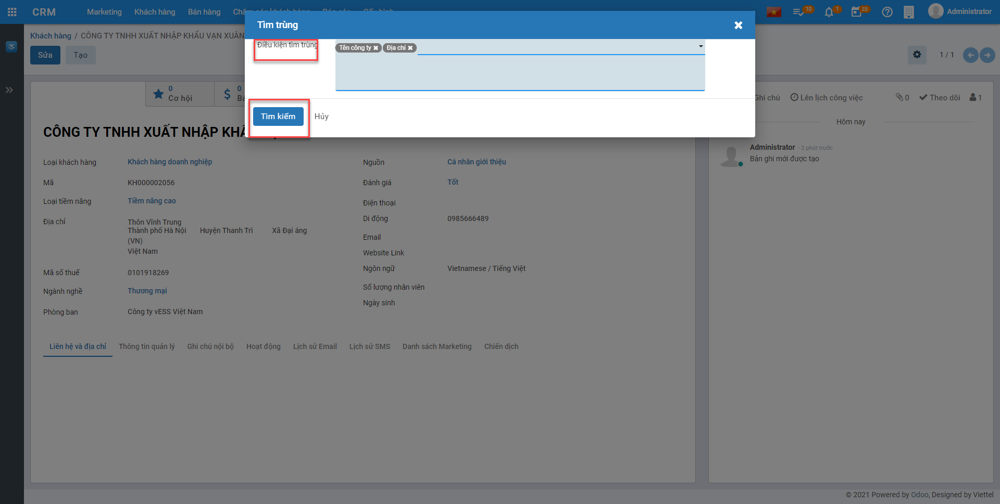 CRM
Marketing
Khách hàng
Bán hàng
10
1
23
Administrator
Tìm trùng
Khách hàng / CÔNG TY TNHH XUẤT NHẬP KHẨU VẠN XUÂN
Điều kiện tìm trùng
Tên công ty
Địa chỉ
Sửa
Tạo
1 / 1
0
Cơ hội
0
Ghi chú
Lên lịch công việc
0
Theo dõi
1
Tìm kiếm
Hủy
Hôm nay
CÔNG TY TNHH XUẤT NHẬP KHẨ
Administrator - 2 phút trước
Bản ghi mới được tạo
Loại khách hàng
Khách hàng doanh nghiệp
Nguồn
Cá nhân giới thiệu
Mã
KH000002056
Đánh giá
Tốt
Loại tiềm năng
Tiềm năng cao
Điện thoại
Địa chỉ
Thôn Vĩnh Trung
Thành phố Hà Nội (VN)
Huyện Thanh Trì
Xã Đại áng
Việt Nam
Di động
0985666489
Email
Website Link
Mã số thuế
0101918269
Ngôn ngữ
Vietnamese / Tiếng Việt
Ngành nghề
Thương mại
Số lượng nhân viên
Ngày sinh
Phòng ban
Công ty vESS Việt Nam
Liên hệ và địa chỉ
Thông tin quản lý
Ghi chú nội bộ
Hoạt động
Lịch sử Email
Lịch sử SMS
Danh sách Marketing
Chiến dịch
© 2021 Powered by Odoo, Designed by Viettel